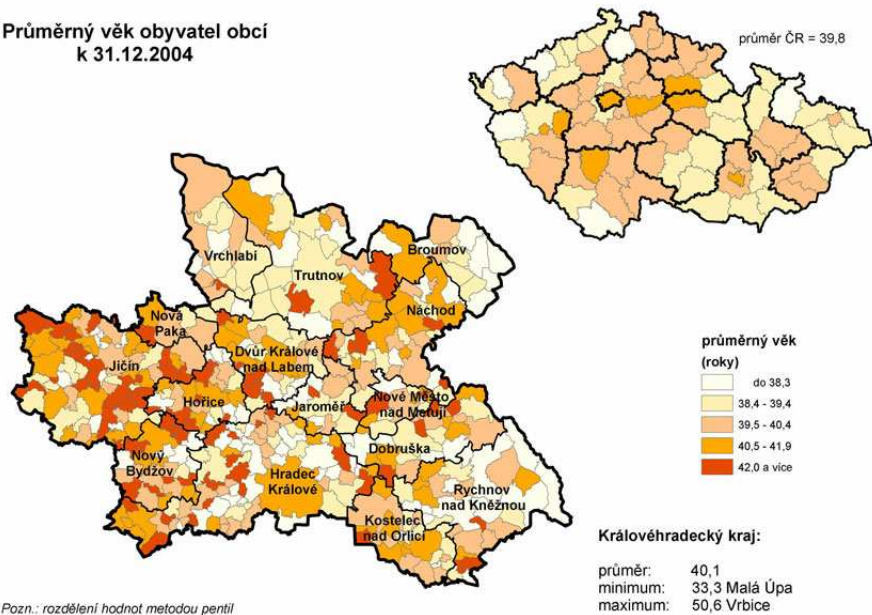 Průměrný věk obyvatel obcí
k 31.12.2004
průměr ČR = 39,8
Vrchlabí
Trutnov
Broumov
Náchod
Nová
Paka
Jičín
Dvůr Králové
nad Labem
Hořice
Jaroměř
Nové Město
nad Metují
Dobruška
Nový
Bydžov
Hradec
Králové
Rychnov
nad Kněžnou
Kostelec
nad Orlicí
průměrný věk
(roky)
do 38,3
38,4 - 39,4
39,5 - 40,4
40,5 - 41,9
42,0 a více
Královéhradecký kraj:
průměr: 40,1
minimum: 33,3 Malá Úpa
maximum: 50,6 Vrbice
Pozn.: rozdělení hodnot metodou pentil